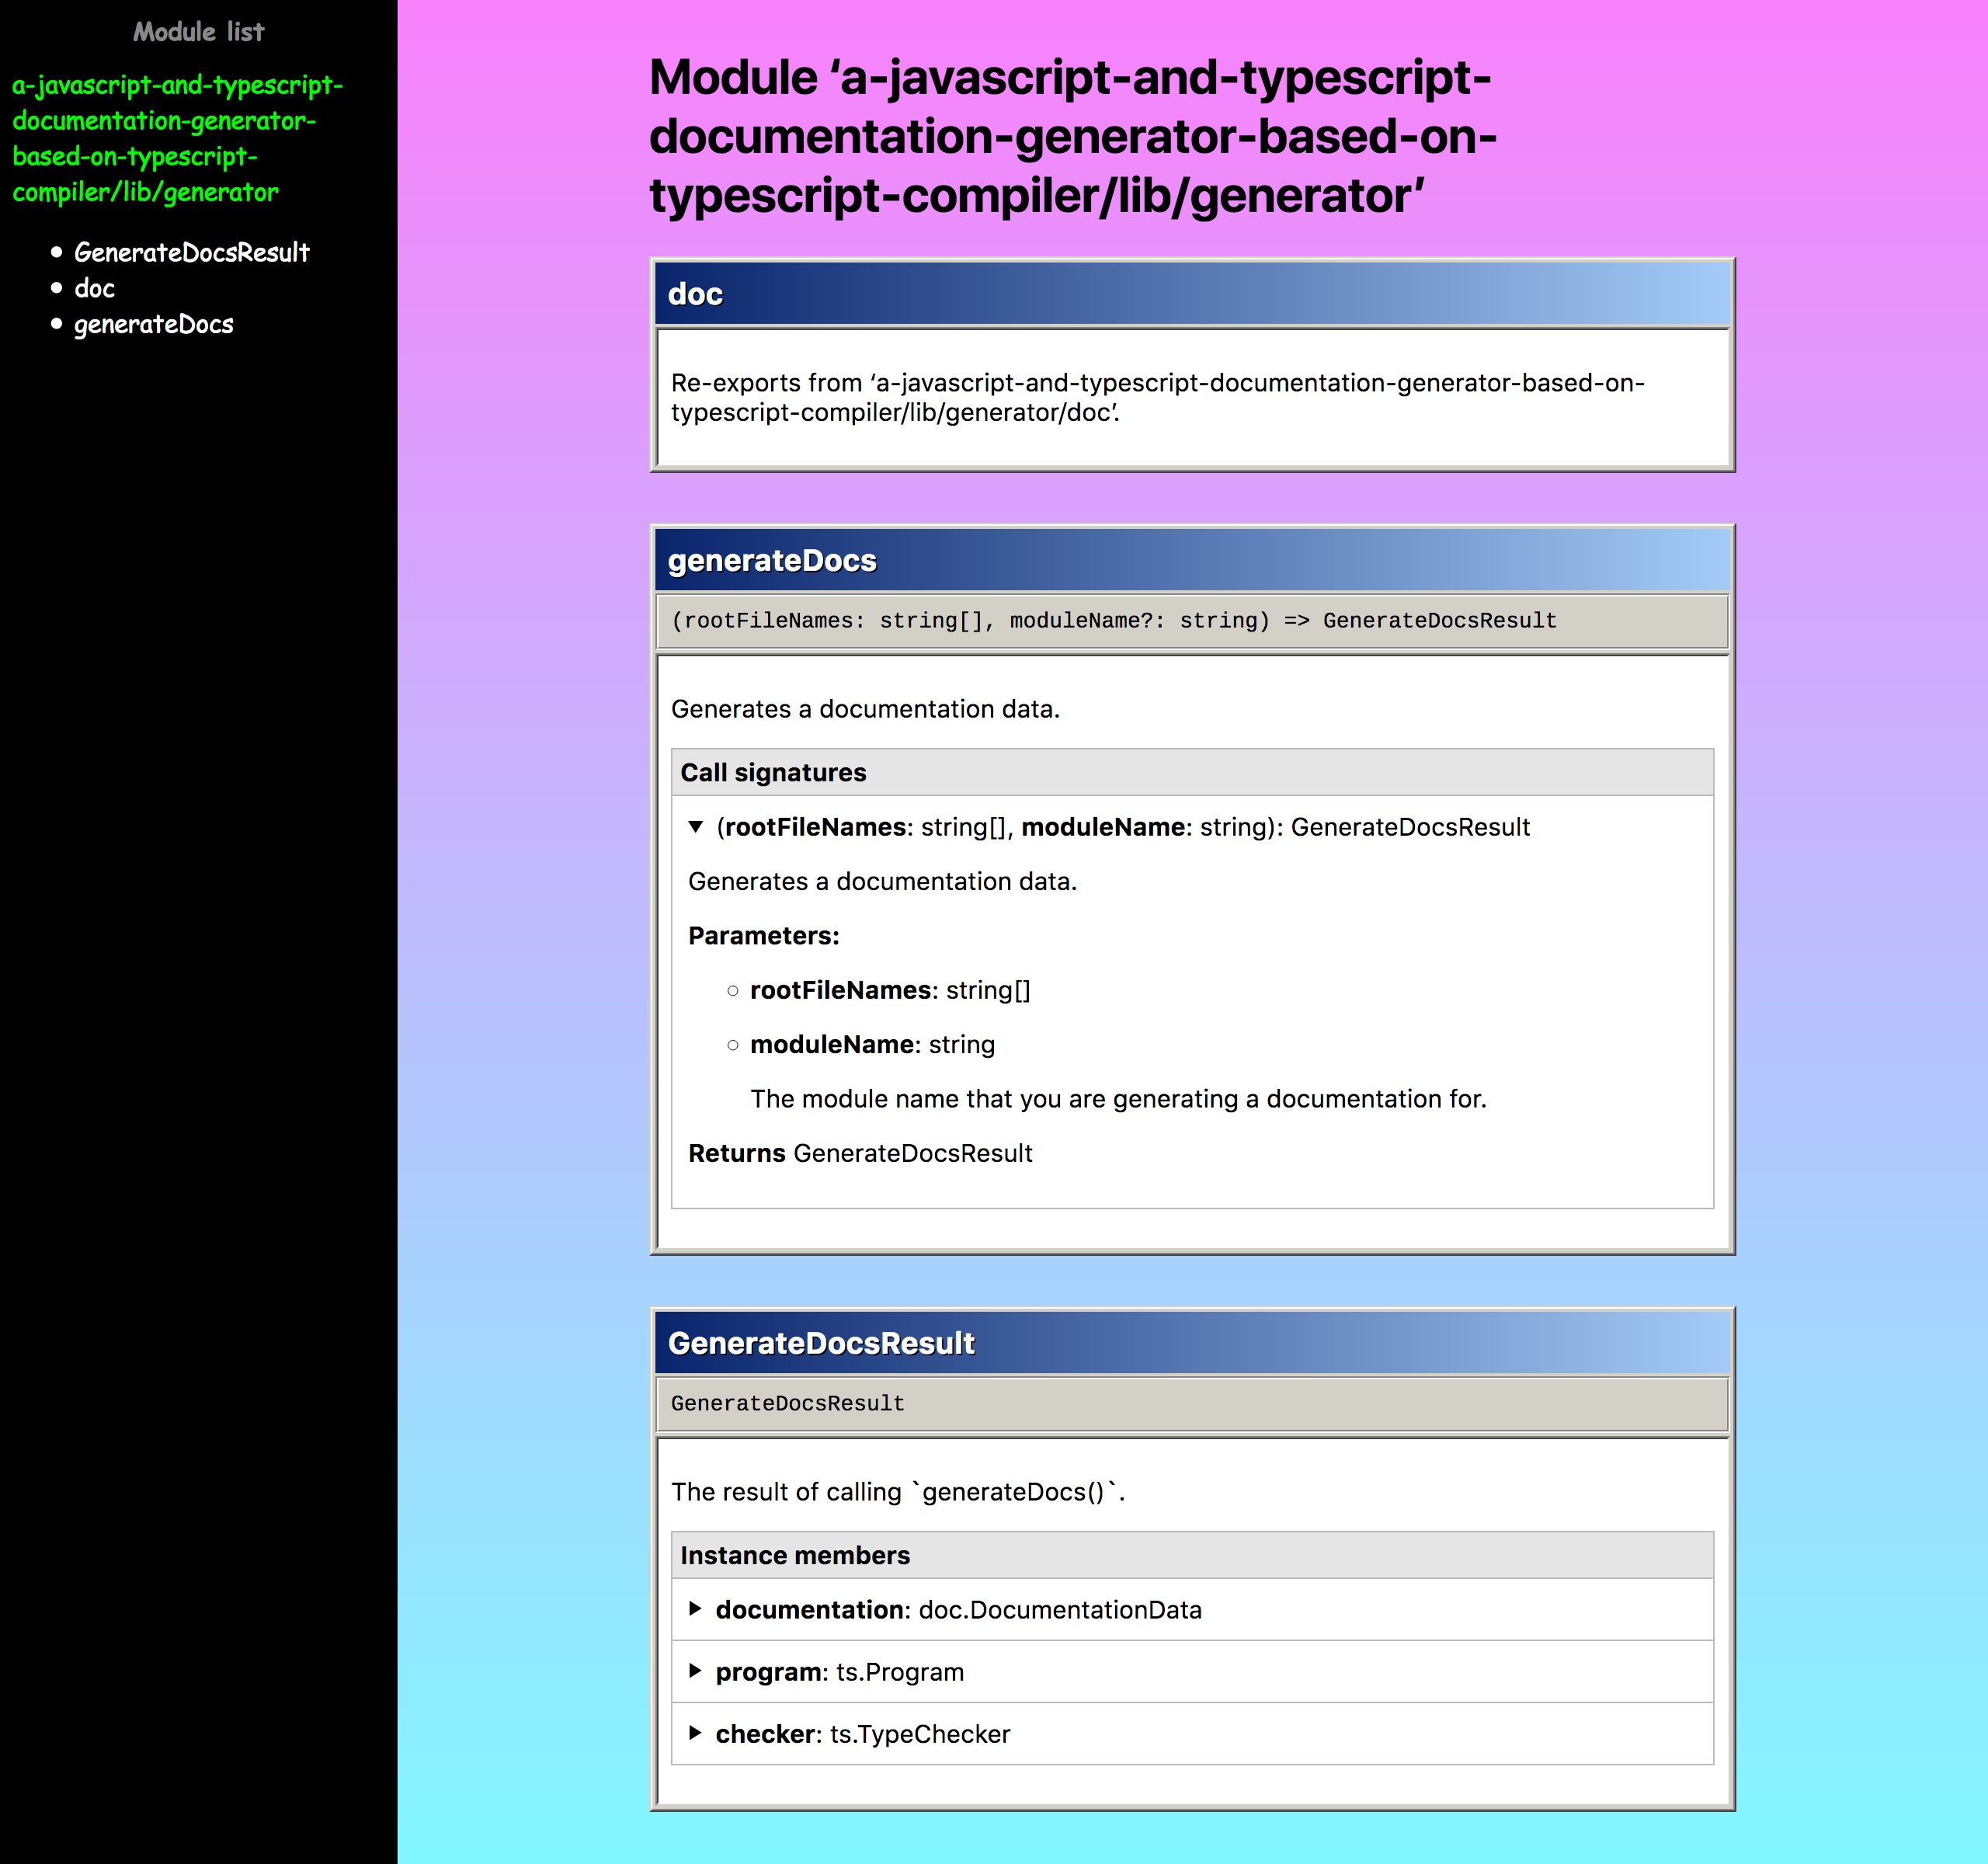 Module list
a-javascript-and-typescript-
documentation-generator-
based-on-typescript-
compiler/lib/generator
GenerateDocsResult
doc
generateDocs
Module ‘a-javascript-and-typescript-
documentation-generator-based-on-
typescript-compiler/lib/generator’
doc
Re-exports from ‘a-javascript-and-typescript-documentation-generator-based-on-
typescript-compiler/lib/generator/doc’.
generateDocs
(rootFileNames: string[], moduleName?: string) => GenerateDocsResult
Generates a documentation data.
Call signatures
(rootFileNames: string[], moduleName: string): GenerateDocsResult
Generates a documentation data.
Parameters:
rootFileNames: string[]
moduleName: string
The module name that you are generating a documentation for.
Returns GenerateDocsResult
GenerateDocsResult
GenerateDocsResult
The result of calling `generateDocs()`.
Instance members
documentation: doc.DocumentationData
program: ts.Program
checker: ts.TypeChecker